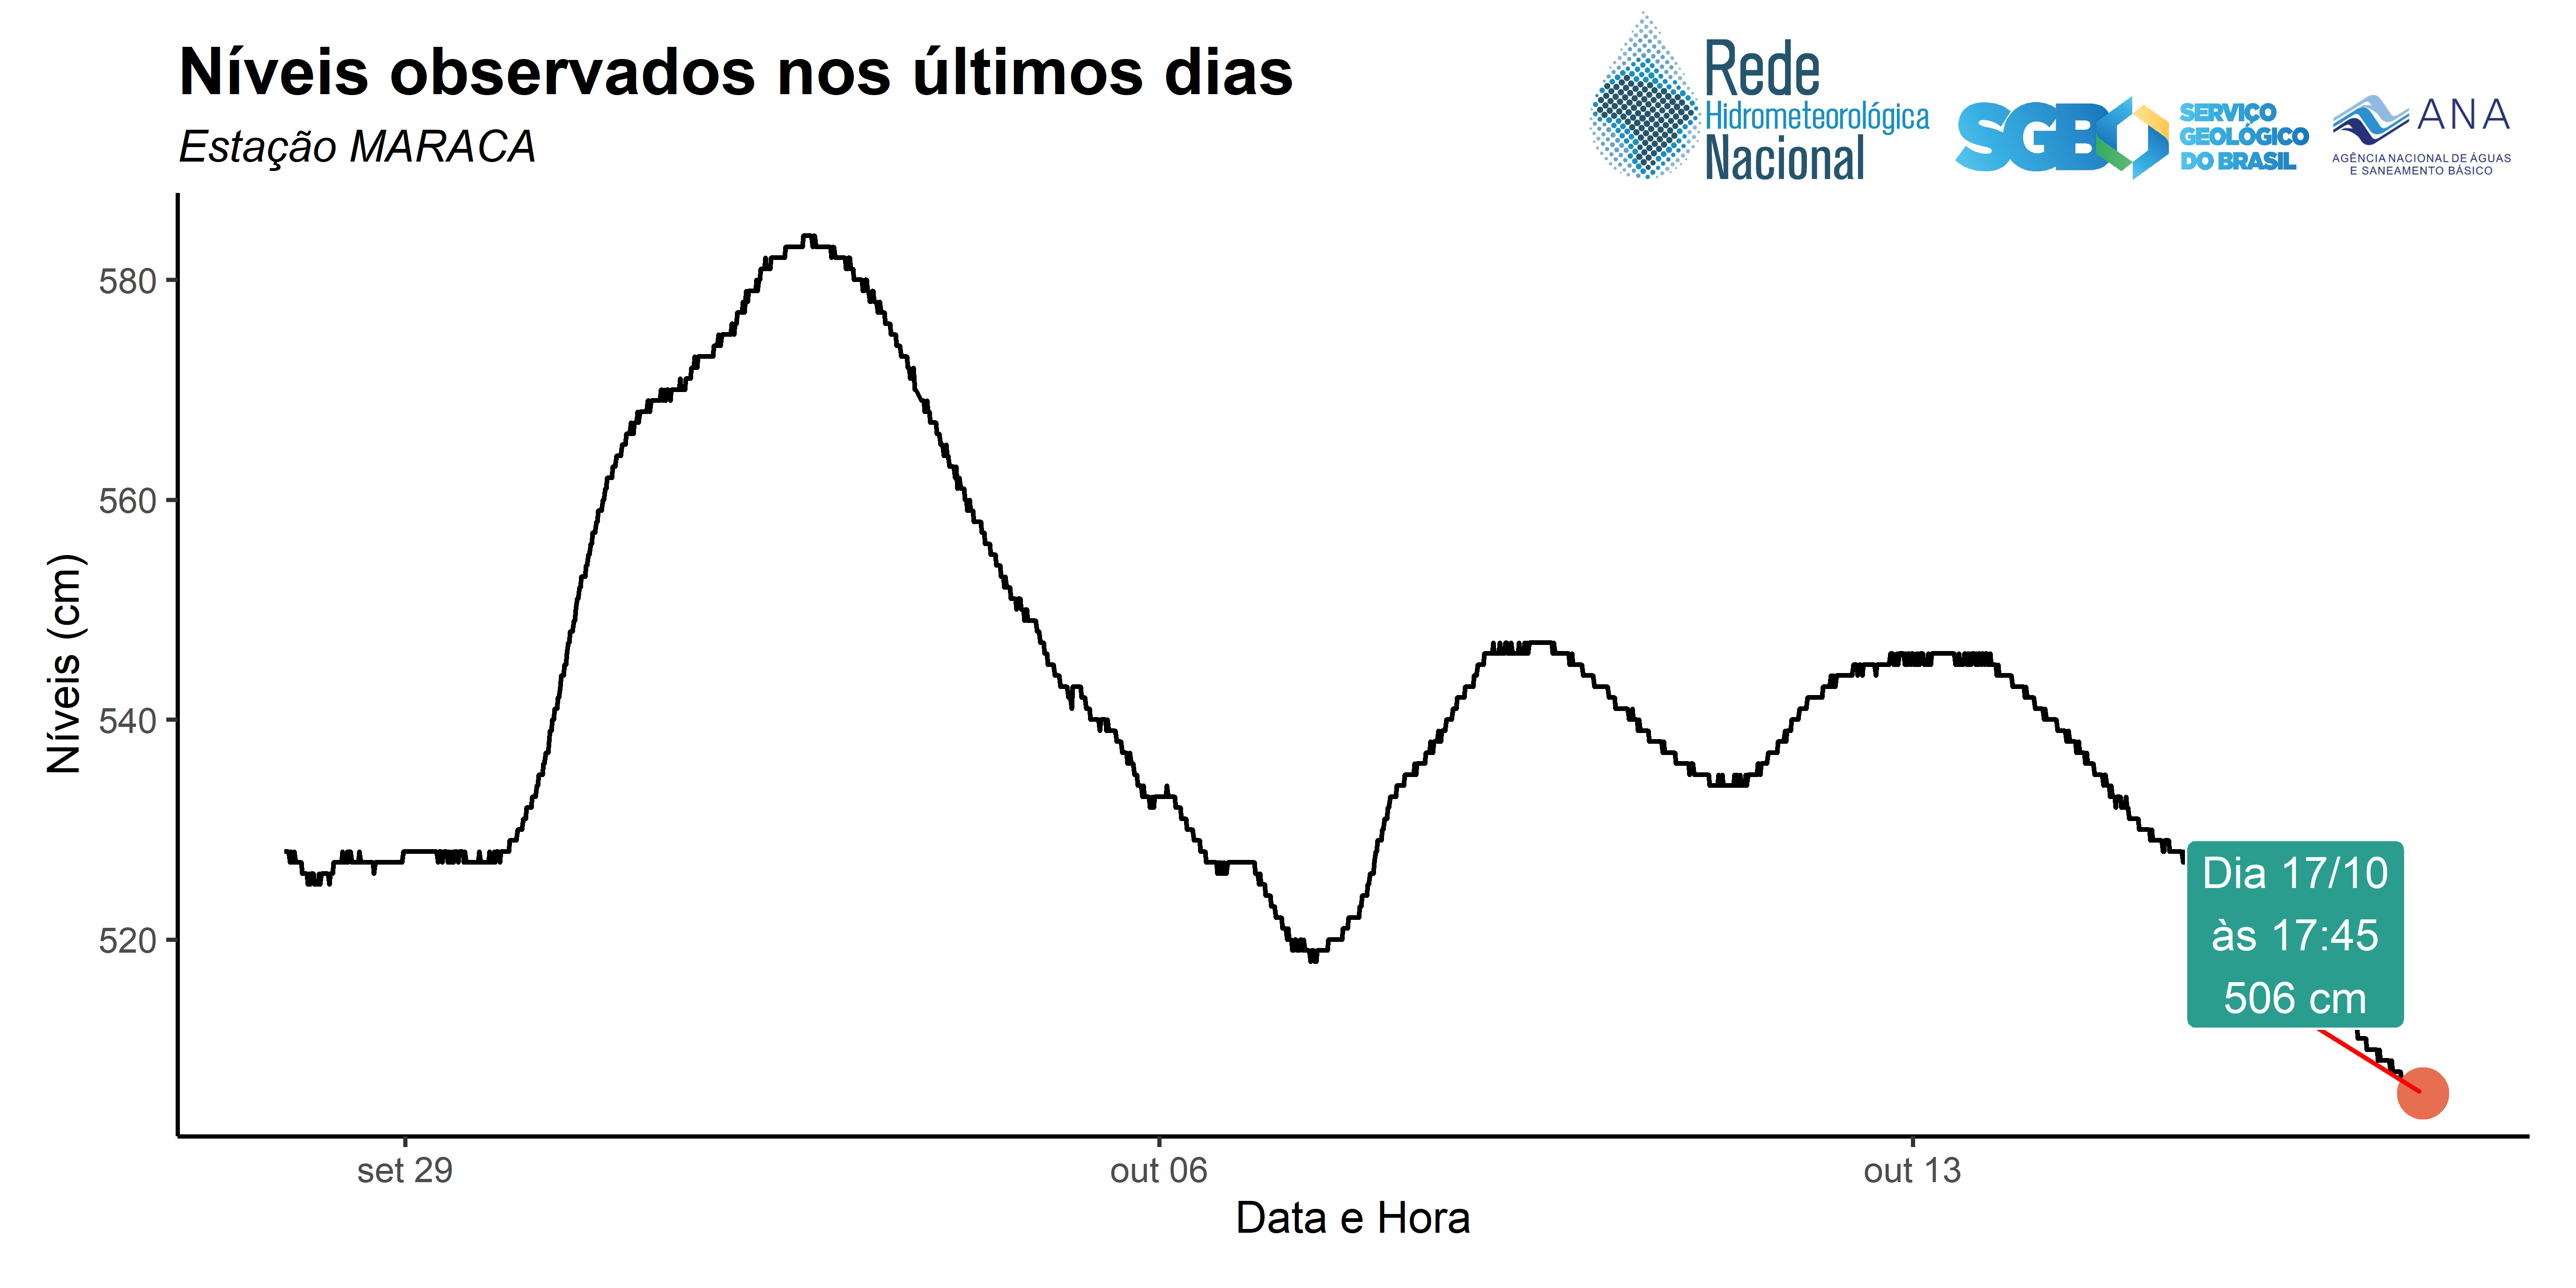 Níveis observados nos últimos dias
Estação MARACA
Rede
Hidrometeorológica
Nacional
SGB
SERVIÇO
GEOLÓGICO
DO BRASIL
ANA
AGÊNCIA NACIONAL DE ÁGUAS
E SANEAMENTO BÁSICO
Níveis (cm)
580
560
540
520
Dia 17/10
às 17:45
506 cm
set 29
out 06
out 13
Data e Hora